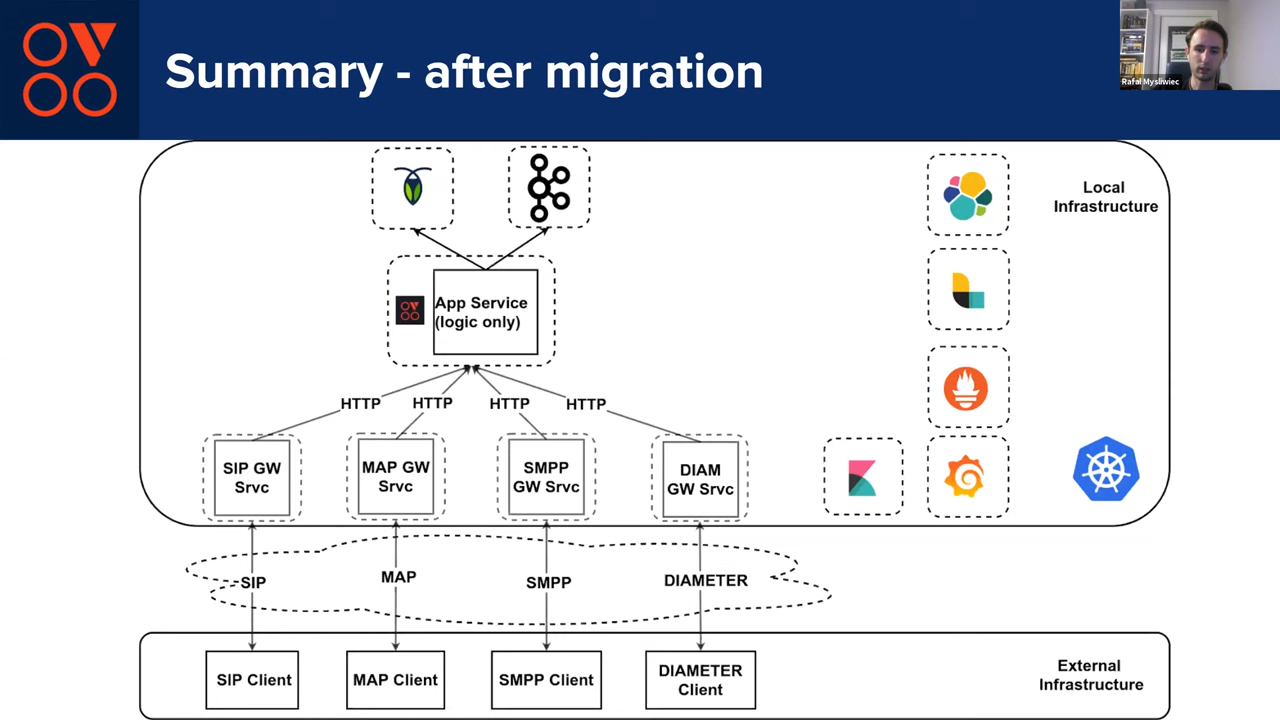 Summary - after migration
Rafał Myśliwiec
Local
Infrastructure
App Service
(logic only)
HTTP
HTTP
HTTP
HTTP
SIP GW
Srvc
MAP GW
Srvc
SMPP
GW Srvc
DIAM
GW Srvc
SIP
MAP
SMPP
DIAMETER
SIP Client
MAP Client
SMPP Client
DIAMETER
Client
External
Infrastructure